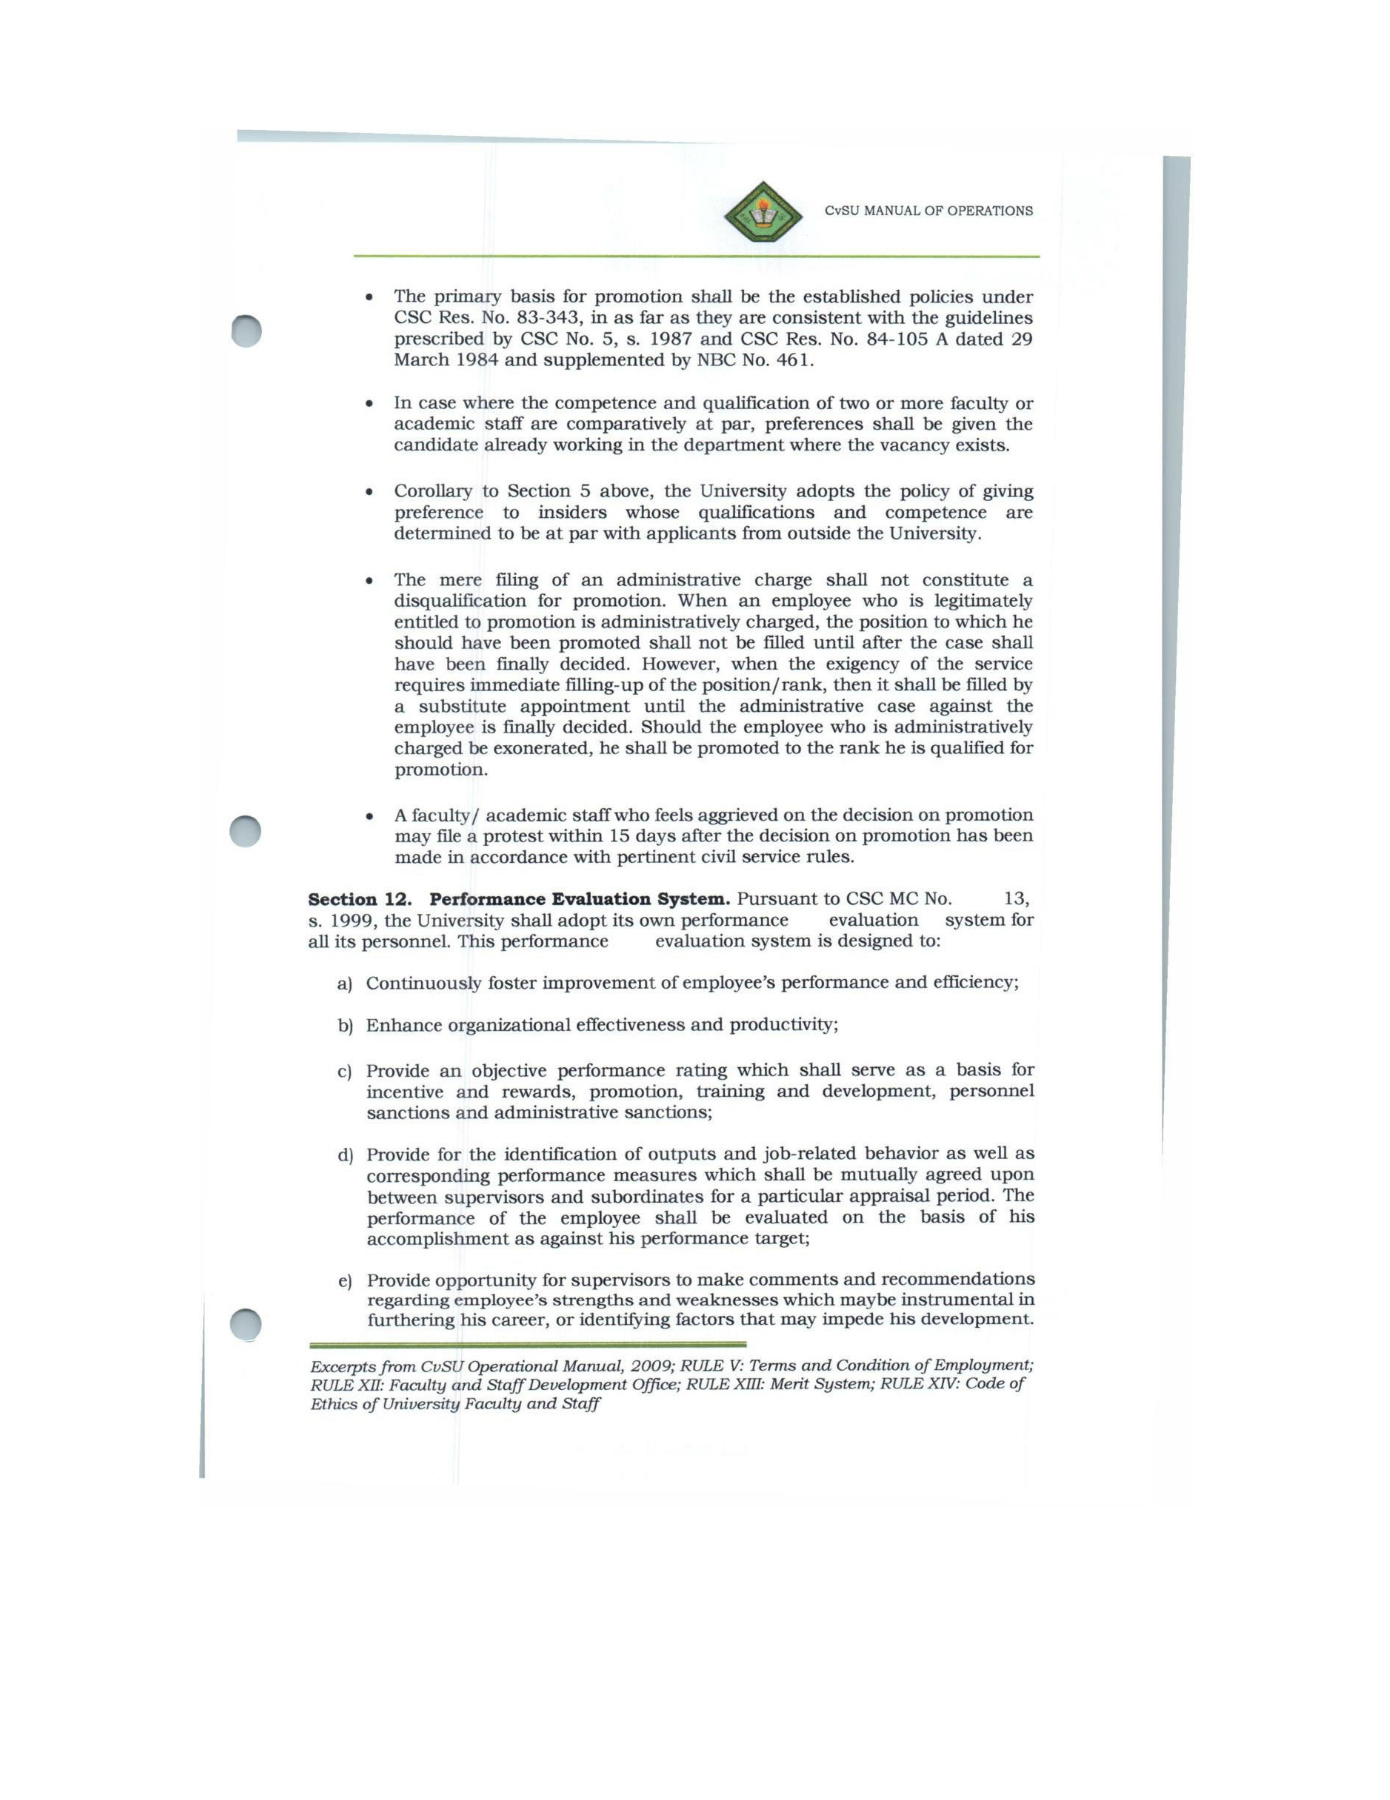 CvSU MANUAL OF OPERATIONS
• The primary basis for promotion shall be the established policies under
CSC Res. No. 83-343, in as far as they are consistent with the guidelines
prescribed by CSC No. 5, s. 1987 and CSC Res. No. 84-105 A dated 29
March 1984 and supplemented by NBC No. 461.
• In case where the competence and qualification of two or more faculty or
academic staff are comparatively at par, preferences shall be given the
candidate already working in the department where the vacancy exists.
• Corollary to Section 5 above, the University adopts the policy of giving
preference to insiders whose qualifications and competence are
determined to be at par with applicants from outside the University.
• The mere filing of an administrative charge shall not constitute a
disqualification for promotion. When an employee who is legitimately
entitled to promotion is administratively charged, the position to which he
should have been promoted shall not be filled until after the case shall
have been finally decided. However, when the exigency of the service
requires immediate filling-up of the position/rank, then it shall be filled by
a substitute appointment until the administrative case against the
employee is finally decided. Should the employee who is administratively
charged be exonerated, he shall be promoted to the rank he is qualified for
promotion.
• A faculty/ academic staff who feels aggrieved on the decision on promotion
may file a protest within 15 days after the decision on promotion has been
made in accordance with pertinent civil service rules.
Section 12. Performance Evaluation System. Pursuant to CSC MC No. 13,
s. 1999, the University shall adopt its own performance evaluation system for
all its personnel. This performance evaluation system is designed to:
a) Continuously foster improvement of employee's performance and efficiency;
b) Enhance organizational effectiveness and productivity;
c) Provide an objective performance rating which shall serve as a basis for
incentive and rewards, promotion, training and development, personnel
sanctions and administrative sanctions;
d) Provide for the identification of outputs and job-related behavior as well as
corresponding performance measures which shall be mutually agreed upon
between supervisors and subordinates for a particular appraisal period. The
performance of the employee shall be evaluated on the basis of his
accomplishment as against his performance target;
e) Provide opportunity for supervisors to make comments and recommendations
regarding employee's strengths and weaknesses which maybe instrumental in
furthering his career, or identifying factors that may impede his development.
Excerpts from CvSU Operational Manual, 2009; RULE V: Terms and Condition of Employment;
RULE XII: Faculty and Staff Development Office; RULE XIII: Merit System; RULE XIV: Code of
Ethics of University Faculty and Staff